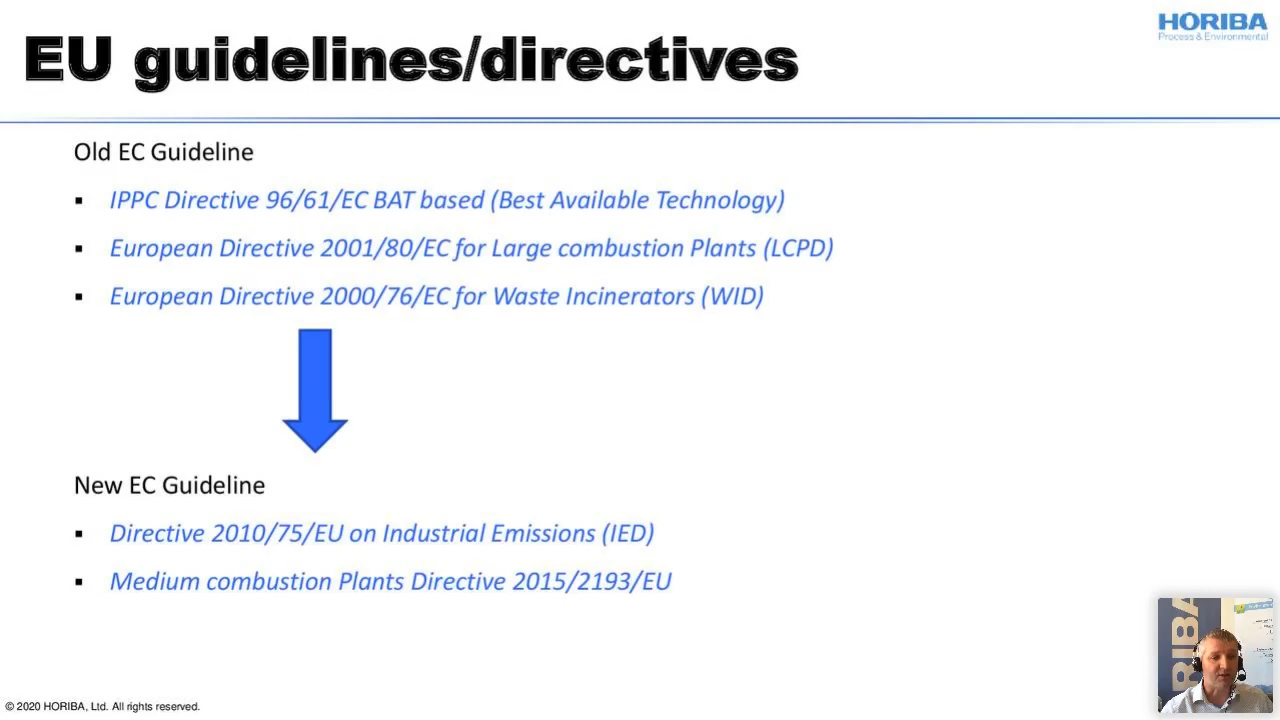 HORIBA
Process & Environmental
EU guidelines/directives
Old EC Guideline
▪ IPPC Directive 96/61/EC BAT based (Best Available Technology)
▪ European Directive 2001/80/EC for Large combustion Plants (LCPD)
▪ European Directive 2000/76/EC for Waste Incinerators (WID)
New EC Guideline
▪ Directive 2010/75/EU on Industrial Emissions (IED)
▪ Medium combustion Plants Directive 2015/2193/EU
RIBA
© 2020 HORIBA, Ltd. All rights reserved.